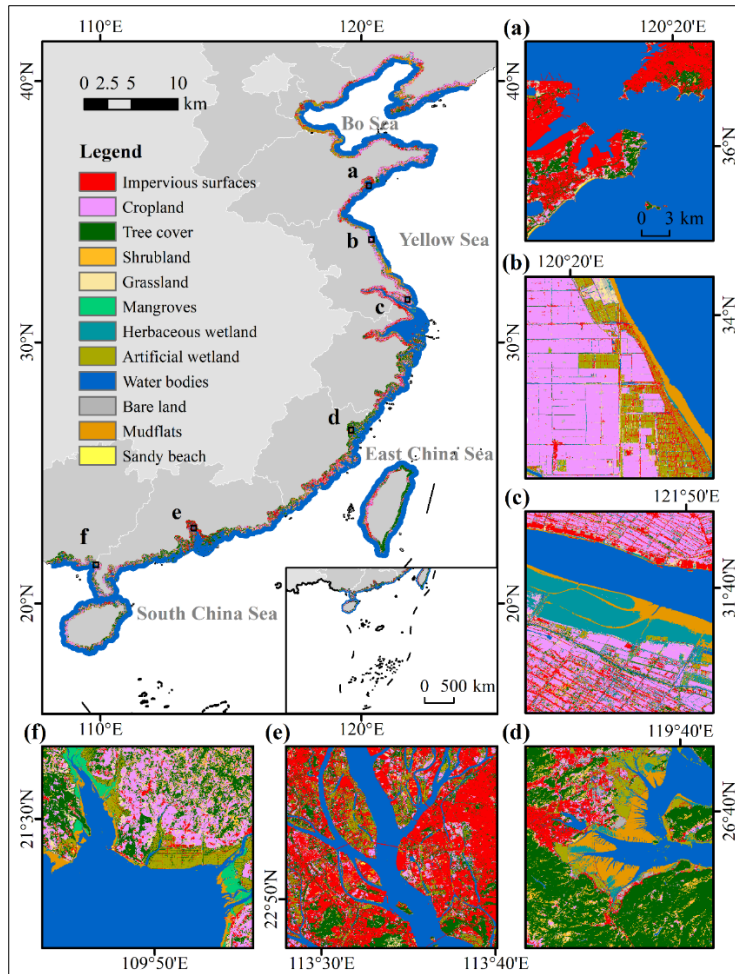 110°E
120°E
40°N
0 2.5 5 10
km
Bo Sea
Legend
Impervious surfaces
Cropland
Tree cover
Shrubland
Grassland
Mangroves
Herbaceous wetland
Artificial wetland
Water bodies
Bare land
Mudflats
Sandy beach
a
b
Yellow Sea
c
30°N
d
East China Sea
e
f
20°N
South China Sea
0 500 km
110°E
120°E
(a)
120°20'E
36°N
0 3 km
120°20'E
(b)
34°N
(c)
121°50'E
31°40'N
(f)
21°30'N
109°50'E
(e)
22°50'N
113°30'E
113°40'E
(d)
119°40'E
26°40'N